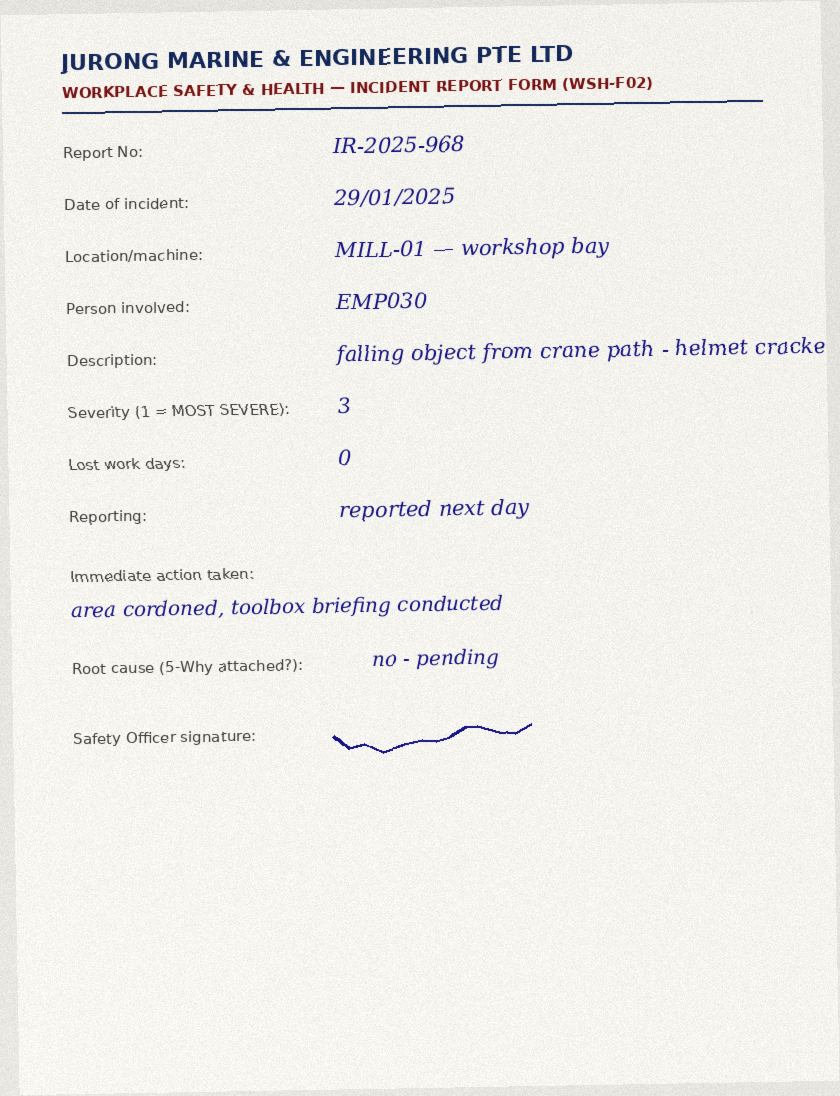 JURONG MARINE & ENGINEERING PTE LTD
WORKPLACE SAFETY & HEALTH — INCIDENT REPORT FORM (WSH-F02)
Report No: IR-2025-968
Date of incident: 29/01/2025
Location/machine: MILL-01 — workshop bay
Person involved: EMP030
Description: falling object from crane path - helmet cracke
Severity (1 = MOST SEVERE): 3
Lost work days: 0
Reporting: reported next day
Immediate action taken:
area cordoned, toolbox briefing conducted
Root cause (5-Why attached?): no - pending
Safety Officer signature: